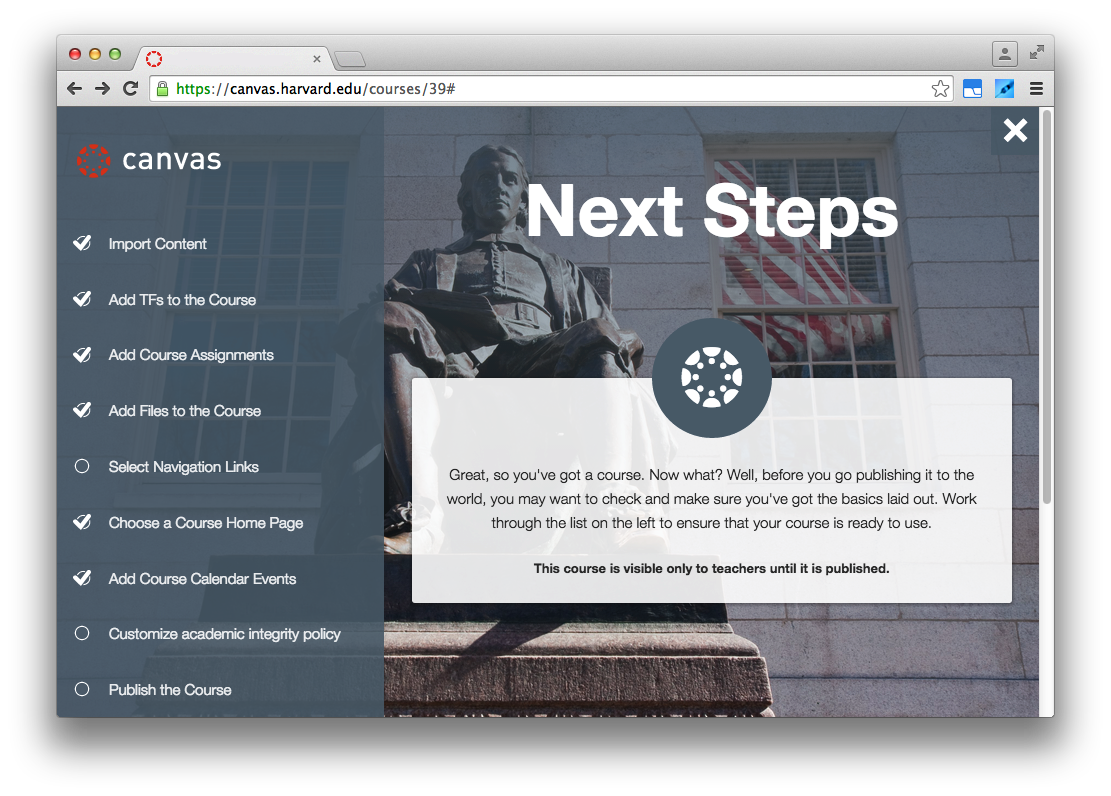 https://canvas.harvard.edu/courses/39#
canvas
Import Content
Add TFs to the Course
Add Course Assignments
Add Files to the Course
Select Navigation Links
Choose a Course Home Page
Add Course Calendar Events
Customize academic integrity policy
Publish the Course
Next Steps
Great, so you've got a course. Now what? Well, before you go publishing it to the
world, you may want to check and make sure you've got the basics laid out. Work
through the list on the left to ensure that your course is ready to use.
This course is visible only to teachers until it is published.